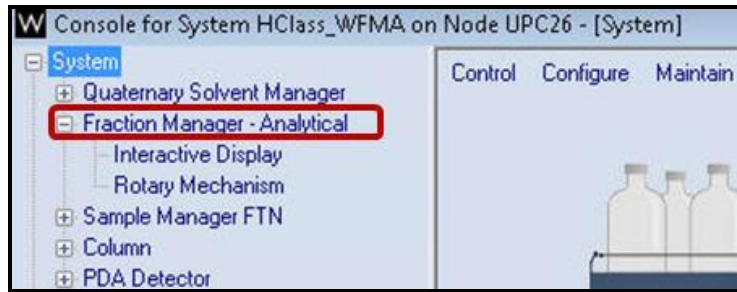 W Console for System HClass_WFMA on Node UPC26 - [System]
System
Quaternary Solvent Manager
Fraction Manager - Analytical
Interactive Display
Rotary Mechanism
Sample Manager FTN
Column
PDA Detector
Control Configure Maintain